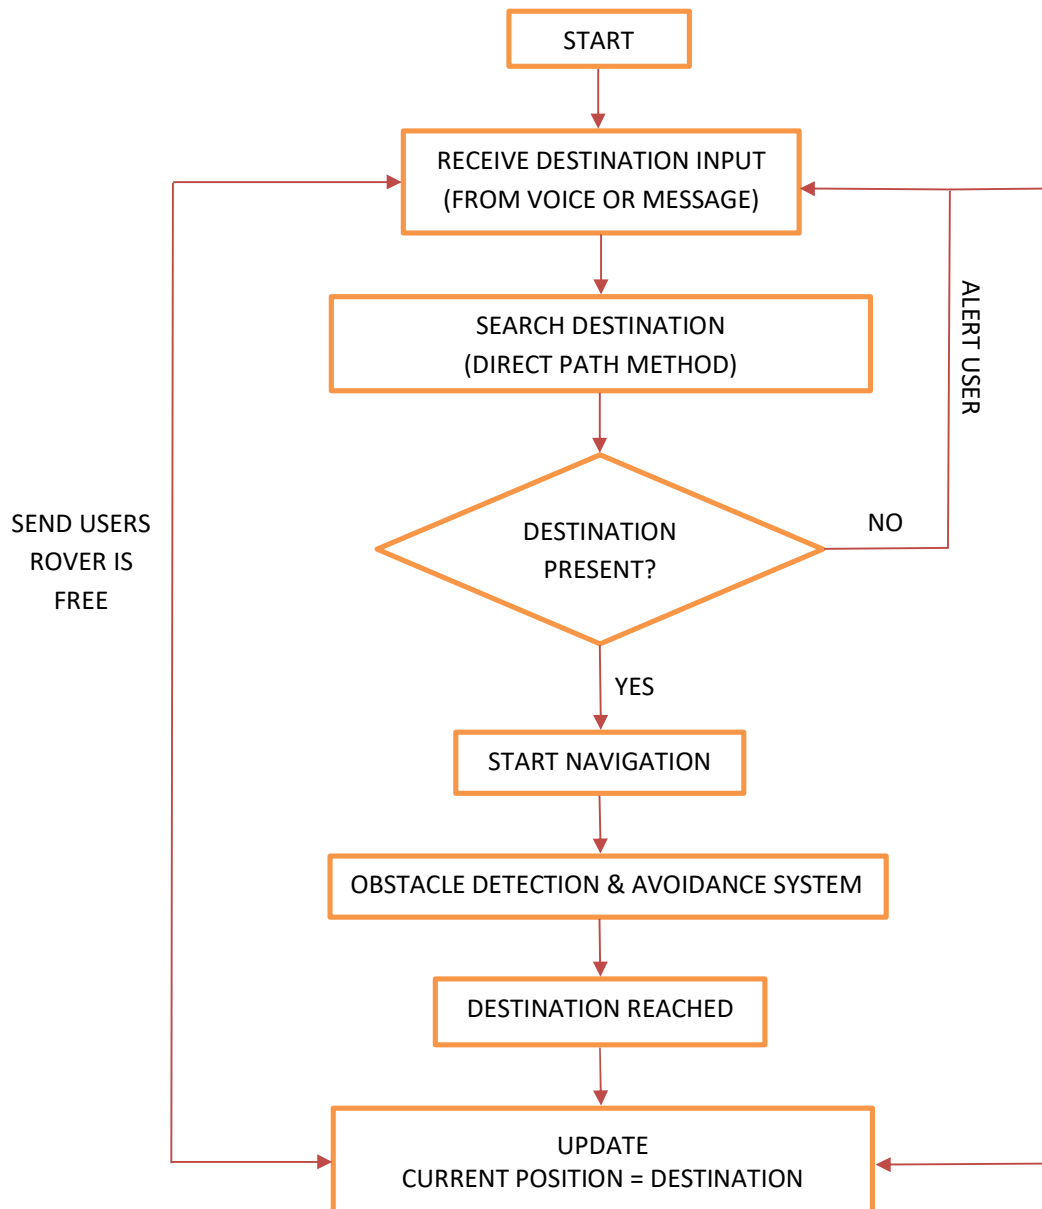 START
RECEIVE DESTINATION INPUT
(FROM VOICE OR MESSAGE)
SEARCH DESTINATION
(DIRECT PATH METHOD)
ALERT USER
DESTINATION
PRESENT?
NO
SEND USERS
ROVER IS
FREE
YES
START NAVIGATION
OBSTACLE DETECTION & AVOIDANCE SYSTEM
DESTINATION REACHED
UPDATE
CURRENT POSITION = DESTINATION